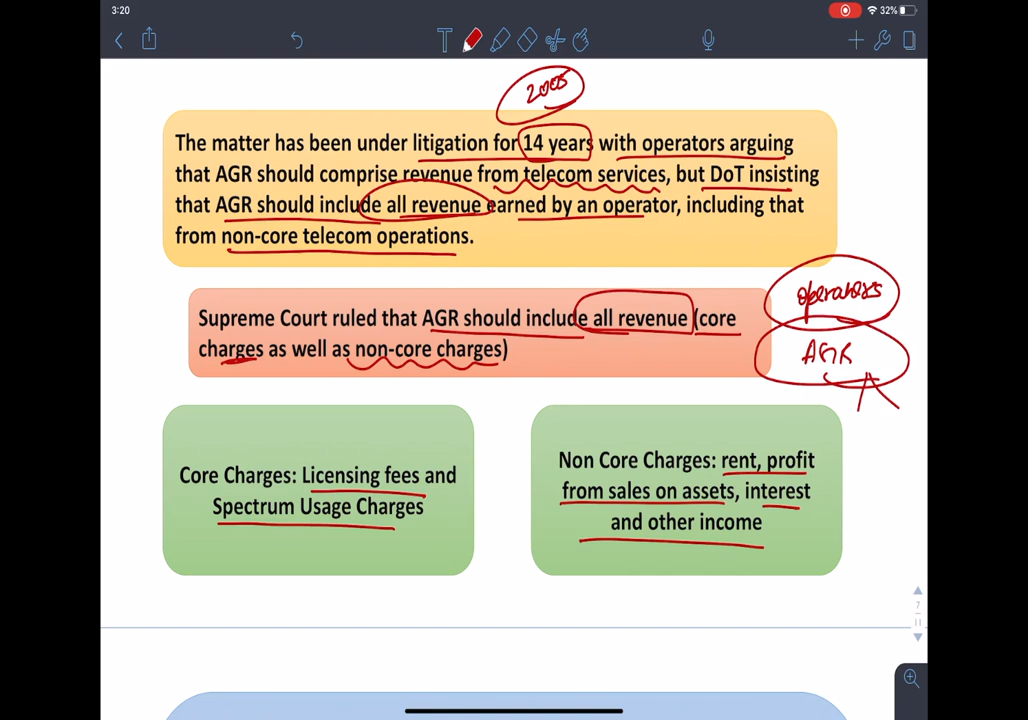 3:20
32%
T
2005
The matter has been under litigation for 14 years with operators arguing
that AGR should comprise revenue from telecom services, but DoT insisting
that AGR should include all revenue earned by an operator, including that
from non-core telecom operations.
operators
Supreme Court ruled that AGR should include all revenue (core
charges as well as non-core charges)
AGR
Core Charges: Licensing fees and
Spectrum Usage Charges
Non Core Charges: rent, profit
from sales on assets, interest
and other income
7
11